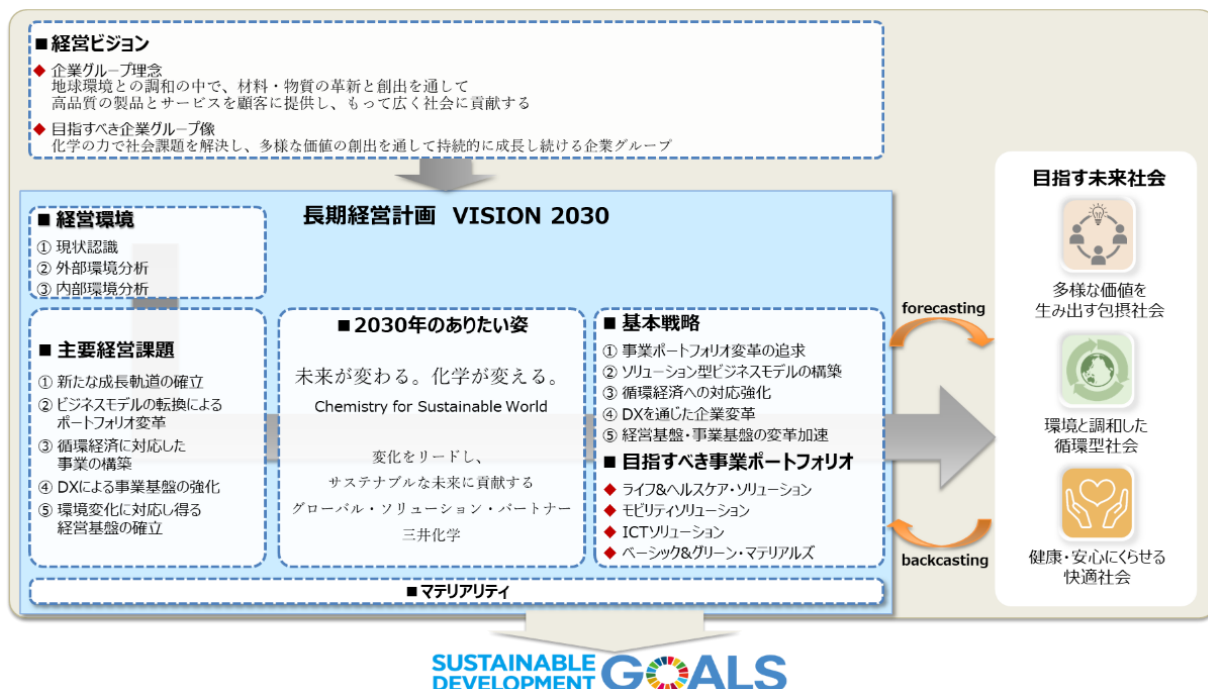 ■ 経営ビジョン
◆ 企業グループ理念
地球環境との調和の中で、材料・物質の革新と創出を通して
高品質の製品とサービスを顧客に提供し、もって広く社会に貢献する
◆ 目指すべき企業グループ像
化学の力で社会課題を解決し、多様な価値の創出を通して持続的に成長し続ける企業グループ
長期経営計画 VISION 2030
■ 経営環境
① 現状認識
② 外部環境分析
③ 内部環境分析
■ 主要経営課題
① 新たな成長軌道の確立
② ビジネスモデルの転換による
ポートフォリオ変革
③ 循環経済に対応した
事業の構築
④ DXによる事業基盤の強化
⑤ 環境変化に対応し得る
経営基盤の確立
■2030年のありたい姿
未来が変わる。化学が変える。
Chemistry for Sustainable World
変化をリードし、
サステナブルな未来に貢献する
グローバル・ソリューション・パートナー
三井化学
■ 基本戦略
① 事業ポートフォリオ変革の追求
② ソリューション型ビジネスモデルの構築
③ 循環経済への対応強化
④ DXを通じた企業変革
⑤ 経営基盤・事業基盤の変革加速
■ 目指すべき事業ポートフォリオ
◆ ライフ&ヘルスケア・ソリューション
◆ モビリティソリューション
◆ ICTソリューション
◆ ベーシック&グリーン・マテリアルズ
■マテリアリティ
forecasting
backcasting
目指す未来社会
多様な価値を
生み出す包摂社会
環境と調和した
循環型社会
健康・安心にくらせる
快適社会
SUSTAINABLE
DEVELOPMENT GOALS